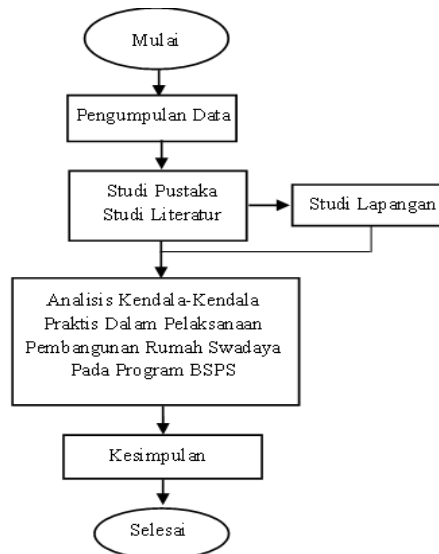 Mulai
Pengumpulan Data
Studi Pustaka
Studi Literatur
Studi Lapangan
Analisis Kendala-Kendala
Praktis Dalam Pelaksanaan
Pembangunan Rumah Swadaya
Pada Program BSPS
Kesimpulan
Selesai